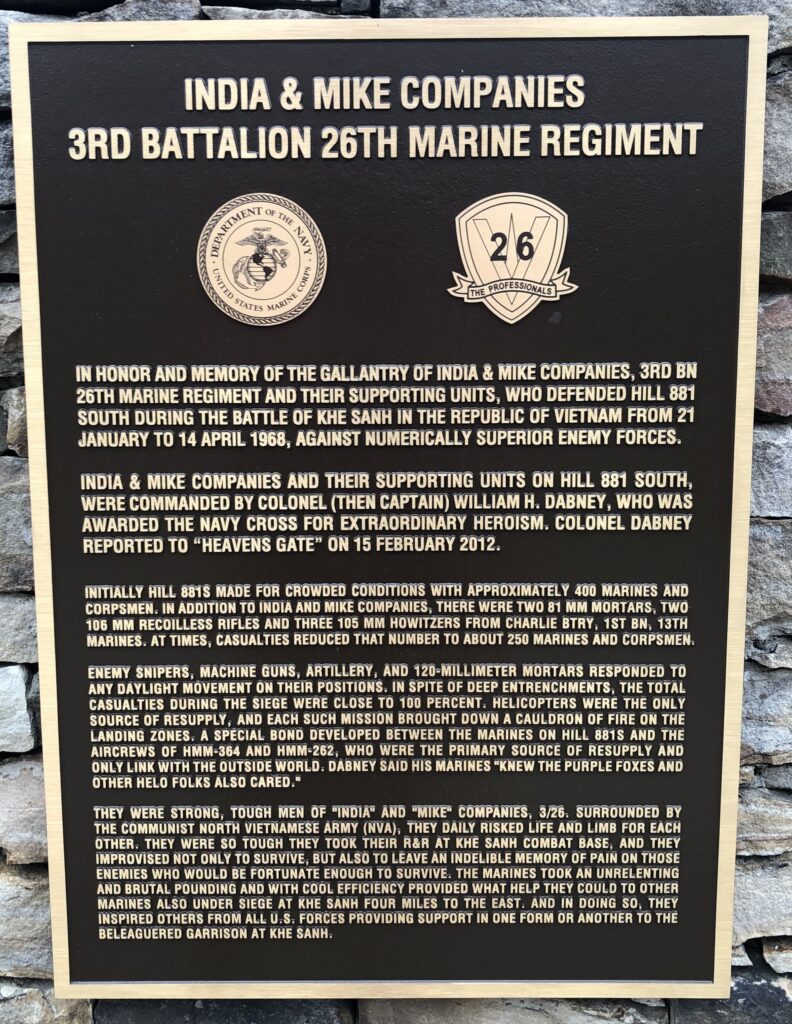 INDIA & MIKE COMPANIES
3RD BATTALION 26TH MARINE REGIMENT
DEPARTMENT OF THE NAVY
UNITED STATES MARINE CORPS
26
THE PROFESSIONALS
IN HONOR AND MEMORY OF THE GALLANTRY OF INDIA & MIKE COMPANIES, 3RD BN
26TH MARINE REGIMENT AND THEIR SUPPORTING UNITS, WHO DEFENDED HILL 881
SOUTH DURING THE BATTLE OF KHE SANH IN THE REPUBLIC OF VIETNAM FROM 21
JANUARY TO 14 APRIL 1968, AGAINST NUMERICALLY SUPERIOR ENEMY FORCES.
INDIA & MIKE COMPANIES AND THEIR SUPPORTING UNITS ON HILL 881 SOUTH,
WERE COMMANDED BY COLONEL (THEN CAPTAIN) WILLIAM H. DABNEY, WHO WAS
AWARDED THE NAVY CROSS FOR EXTRAORDINARY HEROISM. COLONEL DABNEY
REPORTED TO “HEAVENS GATE” ON 15 FEBRUARY 2012.
INITIALLY HILL 881S MADE FOR CROWDED CONDITIONS WITH APPROXIMATELY 400 MARINES AND
CORPSMEN. IN ADDITION TO INDIA AND MIKE COMPANIES, THERE WERE TWO 81 MM MORTARS, TWO
106 MM RECOILLESS RIFLES AND THREE 105 MM HOWITZERS FROM CHARLIE BTRY, 1ST BN, 13TH
MARINES. AT TIMES, CASUALTIES REDUCED THAT NUMBER TO ABOUT 250 MARINES AND CORPSMEN.
ENEMY SNIPERS, MACHINE GUNS, ARTILLERY, AND 120-MILLIMETER MORTARS RESPONDED TO
ANY DAYLIGHT MOVEMENT ON THEIR POSITIONS. IN SPITE OF DEEP ENTRENCHMENTS, THE TOTAL
CASUALTIES DURING THE SIEGE WERE CLOSE TO 100 PERCENT. HELICOPTERS WERE THE ONLY
SOURCE OF RESUPPLY, AND EACH SUCH MISSION BROUGHT DOWN A CAULDRON OF FIRE ON THE
LANDING ZONES. A SPECIAL BOND DEVELOPED BETWEEN THE MARINES ON HILL 881S AND THE
AIRCREWS OF HMM-364 AND HMM-262, WHO WERE THE PRIMARY SOURCE OF RESUPPLY AND
ONLY LINK WITH THE OUTSIDE WORLD. DABNEY SAID HIS MARINES "KNEW THE PURPLE FOXES AND
OTHER HELO FOLKS ALSO CARED."
THEY WERE STRONG, TOUGH MEN OF "INDIA" AND "MIKE" COMPANIES, 3/26. SURROUNDED BY
THE COMMUNIST NORTH VIETNAMESE ARMY (NVA), THEY DAILY RISKED LIFE AND LIMB FOR EACH
OTHER. THEY WERE SO TOUGH THEY TOOK THEIR R&R AT KHE SANH COMBAT BASE, AND THEY
IMPROVISED NOT ONLY TO SURVIVE, BUT ALSO TO LEAVE AN INDELIBLE MEMORY OF PAIN ON THOSE
ENEMIES WHO WOULD BE FORTUNATE ENOUGH TO SURVIVE. THE MARINES TOOK AN UNRELENTING
AND BRUTAL POUNDING AND WITH COOL EFFICIENCY PROVIDED WHAT HELP THEY COULD TO OTHER
MARINES ALSO UNDER SIEGE AT KHE SANH FOUR MILES TO THE EAST. AND IN DOING SO, THEY
INSPIRED OTHERS FROM ALL U.S. FORCES PROVIDING SUPPORT IN ONE FORM OR ANOTHER TO THE
BELEAGUERED GARRISON AT KHE SANH.